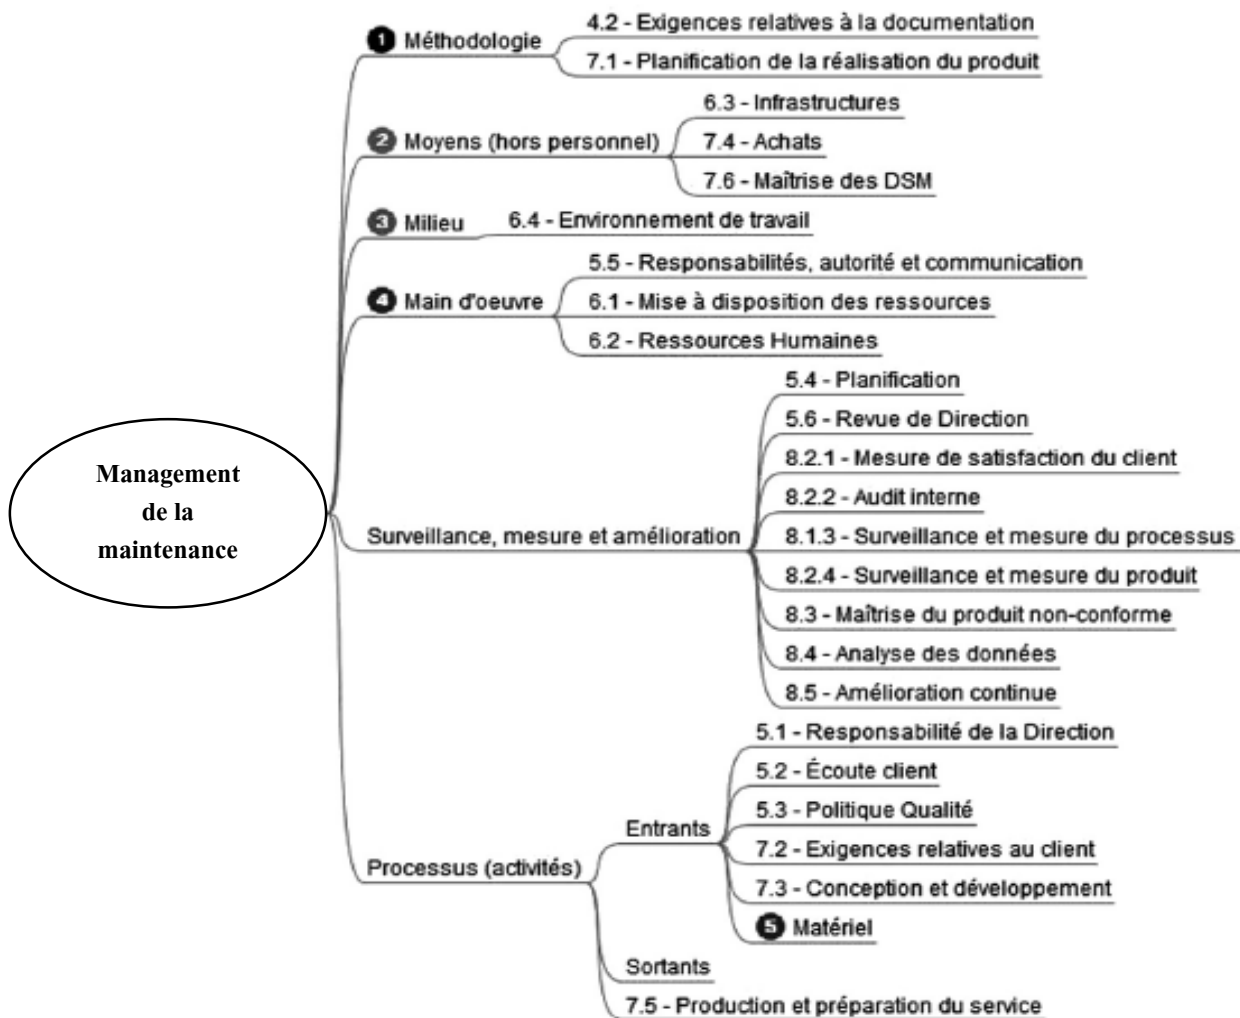 4.2 - Exigences relatives à la documentation
1 Méthodologie
7.1 - Planification de la réalisation du produit
6.3 - Infrastructures
2 Moyens (hors personnel)
7.4 - Achats
7.6 - Maîtrise des DSM
3 Milieu
6.4 - Environnement de travail
5.5 - Responsabilités, autorité et communication
4 Main d'oeuvre
6.1 - Mise à disposition des ressources
6.2 - Ressources Humaines
Management
de la
maintenance
5.4 - Planification
5.6 - Revue de Direction
8.2.1 - Mesure de satisfaction du client
8.2.2 - Audit interne
Surveillance, mesure et amélioration
8.1.3 - Surveillance et mesure du processus
8.2.4 - Surveillance et mesure du produit
8.3 - Maîtrise du produit non-conforme
8.4 - Analyse des données
8.5 - Amélioration continue
Processus (activités)
Entrants
5.1 - Responsabilité de la Direction
5.2 - Écoute client
5.3 - Politique Qualité
7.2 - Exigences relatives au client
7.3 - Conception et développement
5 Matériel
Sortants
7.5 - Production et préparation du service